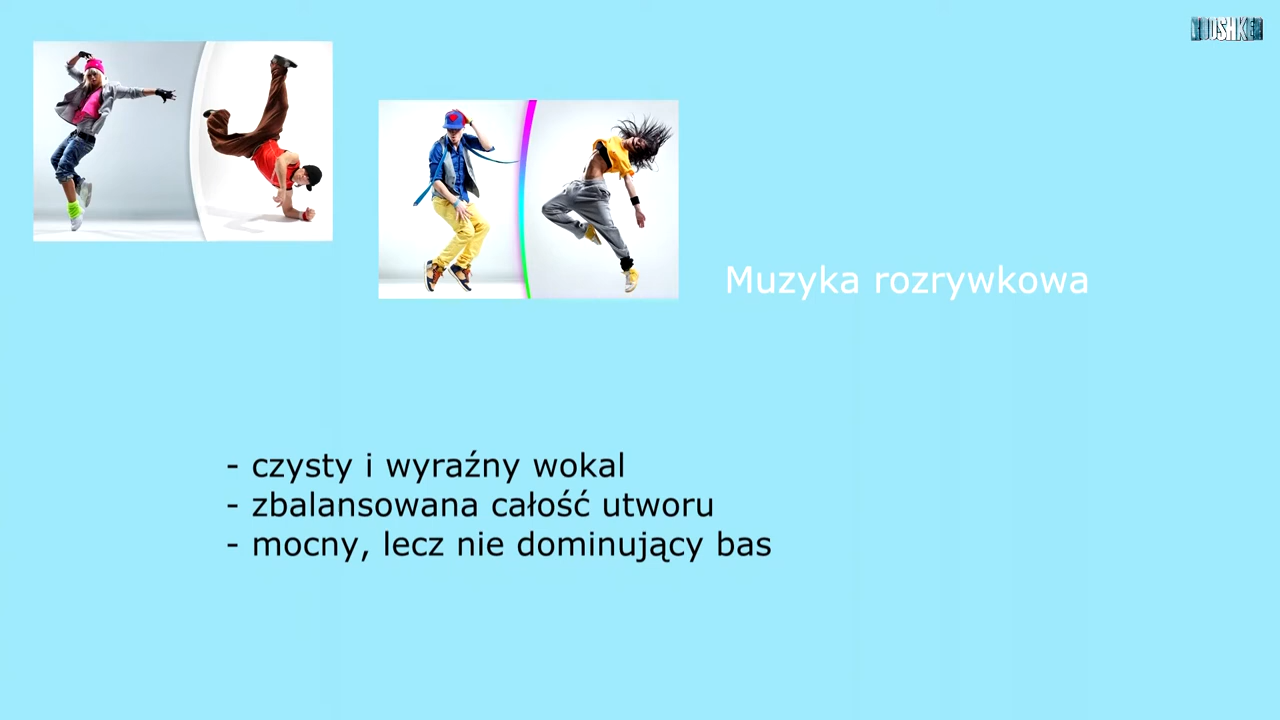 Muzyka rozrywkowa
- czysty i wyraźny wokal
- zbalansowana całość utworu
- mocny, lecz nie dominujący bas